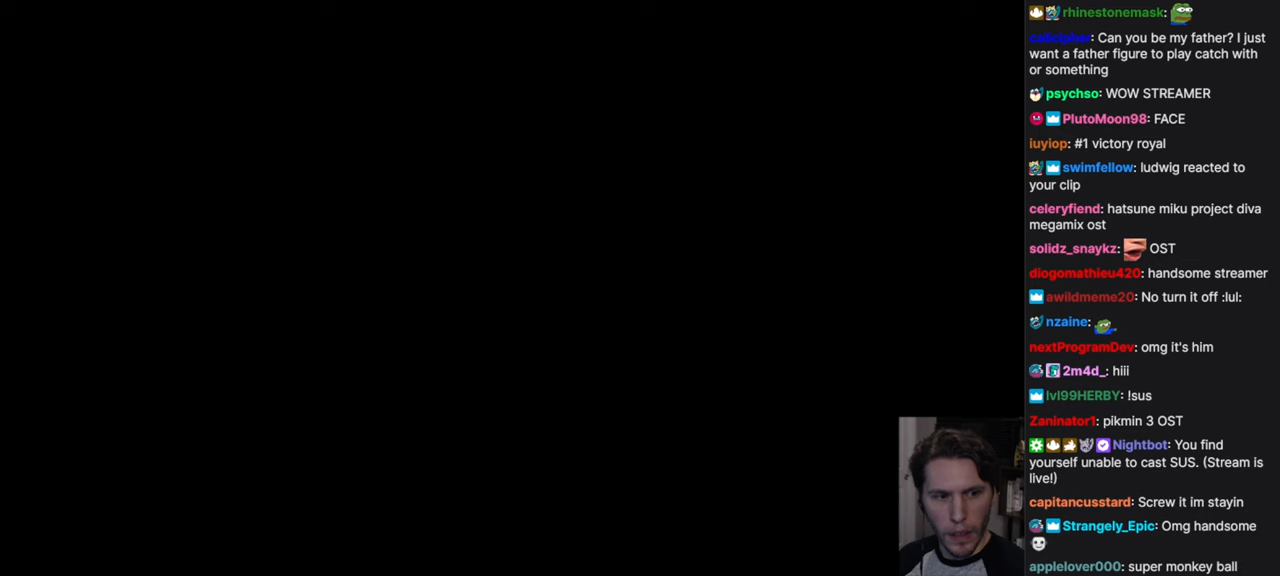 rhinestonemask:
calicipher: Can you be my father? I just
want a father figure to play catch with
or something
psychso: WOW STREAMER
PlutoMoon98: FACE
iuyiop: #1 victory royal
swimfellow: ludwig reacted to
your clip
celeryfiend: hatsune miku project diva
megamix ost
solidz_snaykz: OST
diogomathieu420: handsome streamer
awildmeme20: No turn it off :lul:
nzaine:
nextProgramDev: omg it's him
2m4d_: hiii
lvl99HERBY: !sus
Zaninator1: pikmin 3 OST
Nightbot: You find
yourself unable to cast SUS. (Stream is
live!)
capitancusstard: Screw it im stayin
Strangely_Epic: Omg handsome
applelover000: super monkey ball